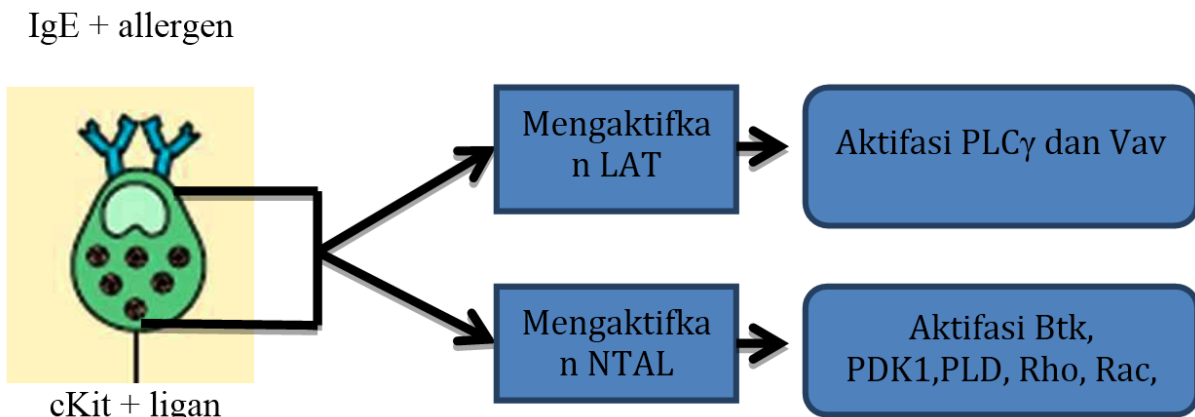 IgE + allergen
Mengaktifka
n LAT
Aktifasi PLCγ dan Vav
Mengaktifka
n NTAL
Aktifasi Btk,
PDK1,PLD, Rho, Rac,
cKit + ligan